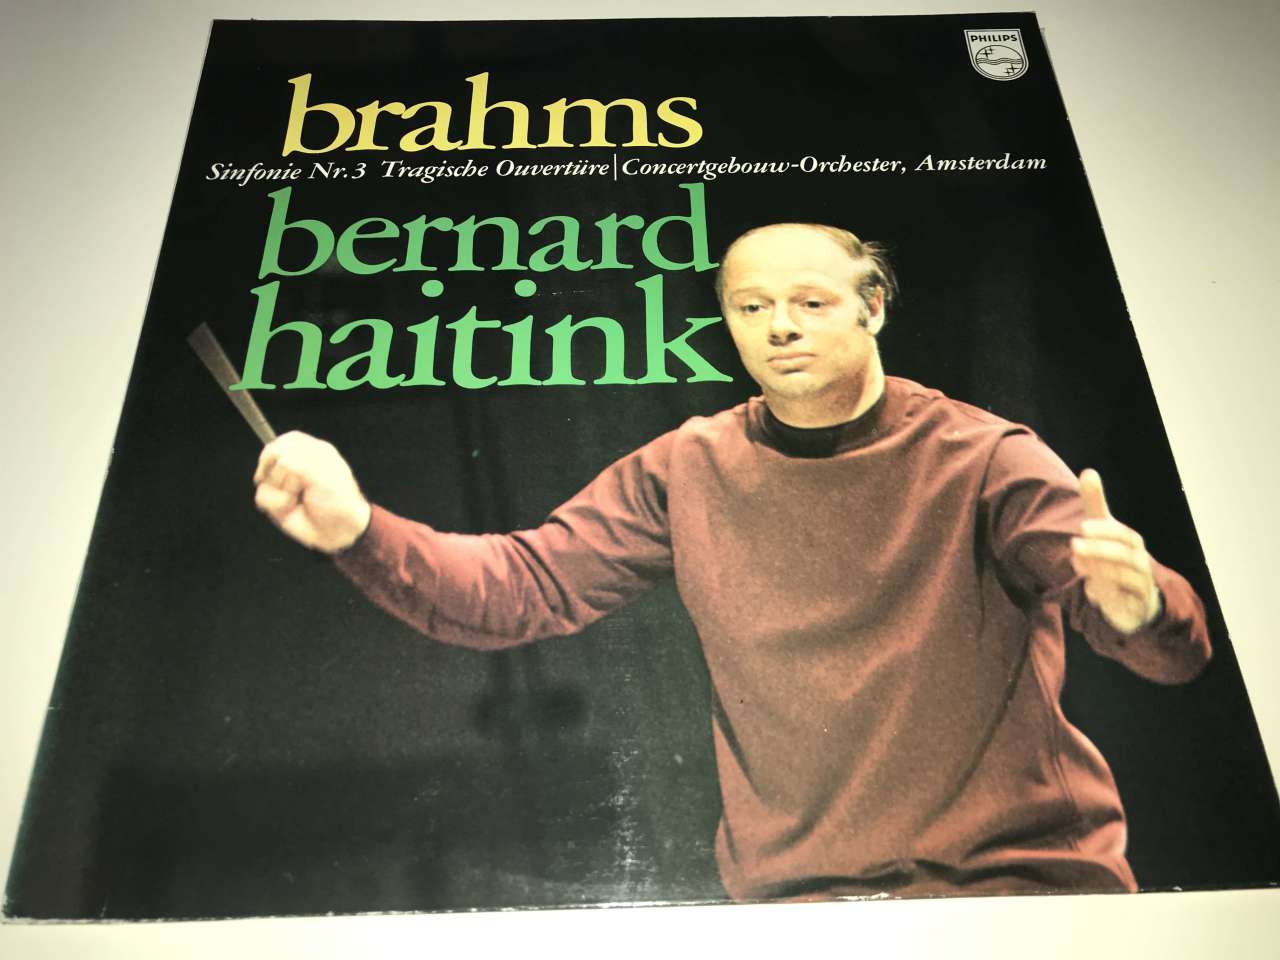 PHILIPS
brahms
Sinfonie Nr.3 Tragische Ouvertüre | Concertgebouw-Orchester, Amsterdam
bernard
haitink